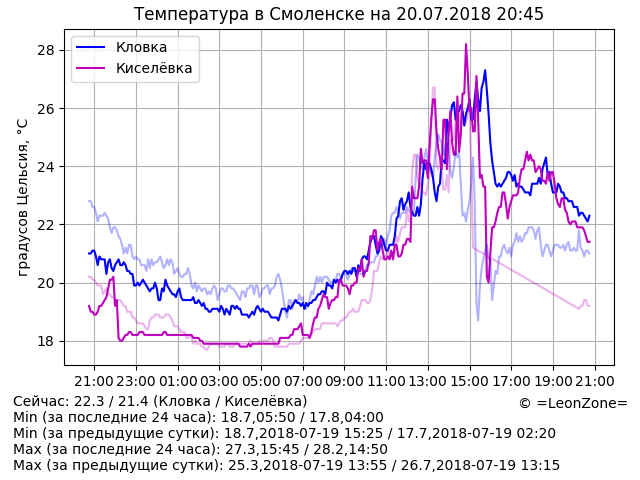 Температура в Смоленске на 20.07.2018 20:45
Кловка
Киселёвка
градусов Цельсия, °C
28
26
24
22
20
18
21:00 23:00 01:00 03:00 05:00 07:00 09:00 11:00 13:00 15:00 17:00 19:00 21:00
Сейчас: 22.3 / 21.4 (Кловка / Киселёвка)
© =LeonZone=
Min (за последние 24 часа): 18.7,05:50 / 17.8,04:00
Min (за предыдущие сутки): 18.7,2018-07-19 15:25 / 17.7,2018-07-19 02:20
Max (за последние 24 часа): 27.3,15:45 / 28.2,14:50
Max (за предыдущие сутки): 25.3,2018-07-19 13:55 / 26.7,2018-07-19 13:15